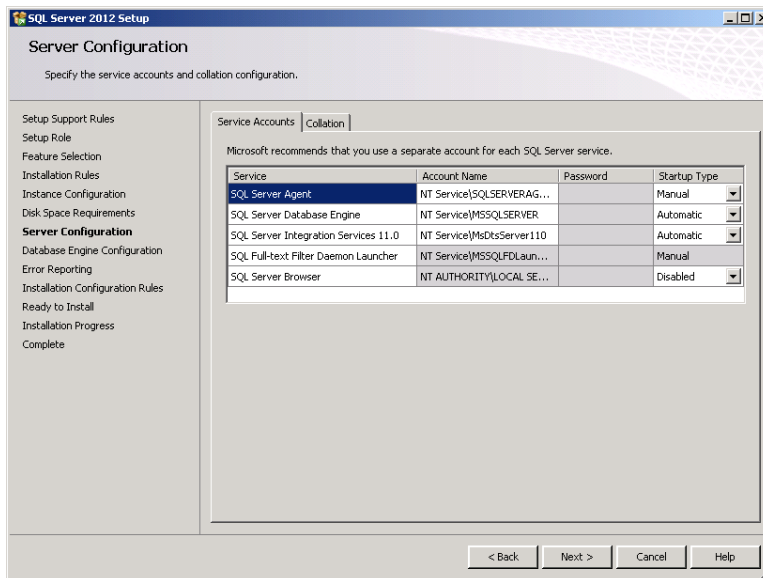 SQL Server 2012 Setup
Server Configuration
Specify the service accounts and collation configuration.
Setup Support Rules
Setup Role
Feature Selection
Installation Rules
Instance Configuration
Disk Space Requirements
Server Configuration
Database Engine Configuration
Error Reporting
Installation Configuration Rules
Ready to Install
Installation Progress
Complete
Service Accounts Collation
Microsoft recommends that you use a separate account for each SQL Server service.
Service Account Name Password Startup Type
SQL Server Agent NT Service\SQLSERVERAG... Manual
SQL Server Database Engine NT Service\MSSQLSERVER Automatic
SQL Server Integration Services 11.0 NT Service\MsDtsServer110 Automatic
SQL Full-text Filter Daemon Launcher NT Service\MSSQLFDLaun... Manual
SQL Server Browser NT AUTHORITY\LOCAL SE... Disabled
< Back Next > Cancel Help